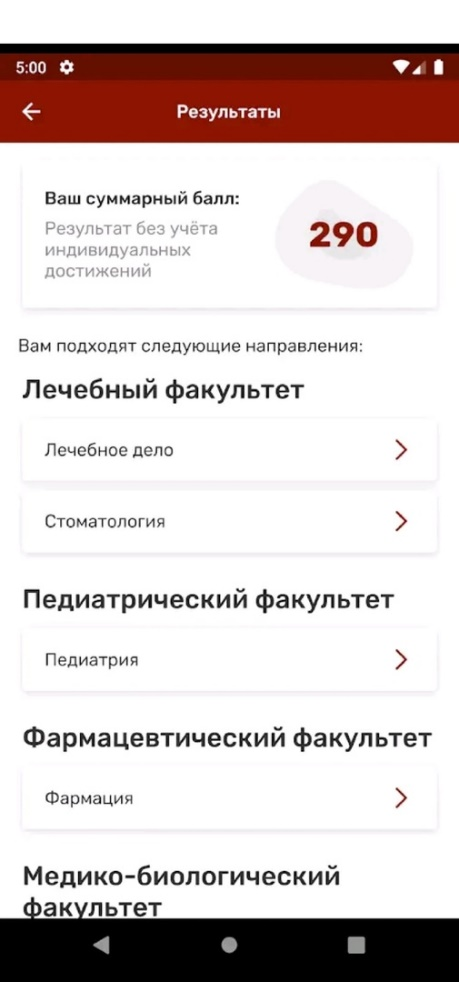 5:00
Результаты
Ваш суммарный балл:
Результат без учёта
индивидуальных
достижений
290
Вам подходят следующие направления:
Лечебный факультет
Лечебное дело
Стоматология
Педиатрический факультет
Педиатрия
Фармацевтический факультет
Фармация
Медико-биологический
факультет